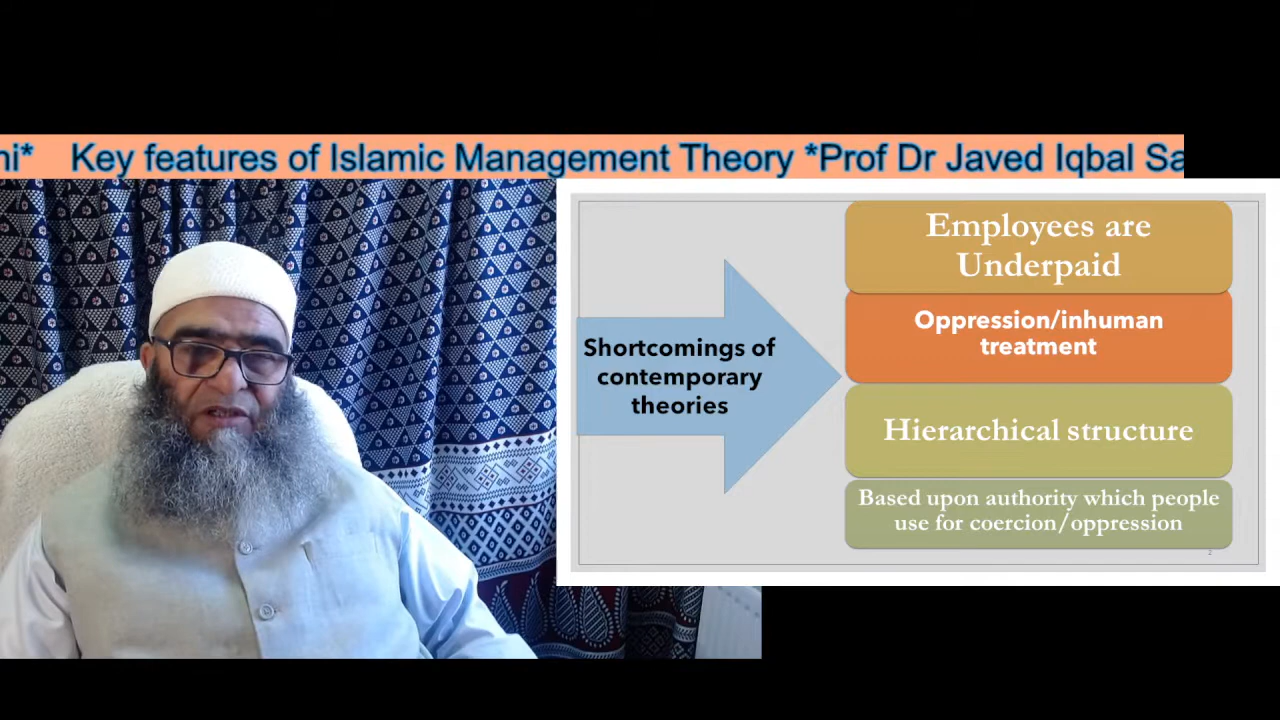 Key features of Islamic Management Theory *Prof Dr Javed Iqbal
Shortcomings of
contemporary
theories
Employees are
Underpaid
Oppression/inhuman
treatment
Hierarchical structure
Based upon authority which people
use for coercion/oppression
2